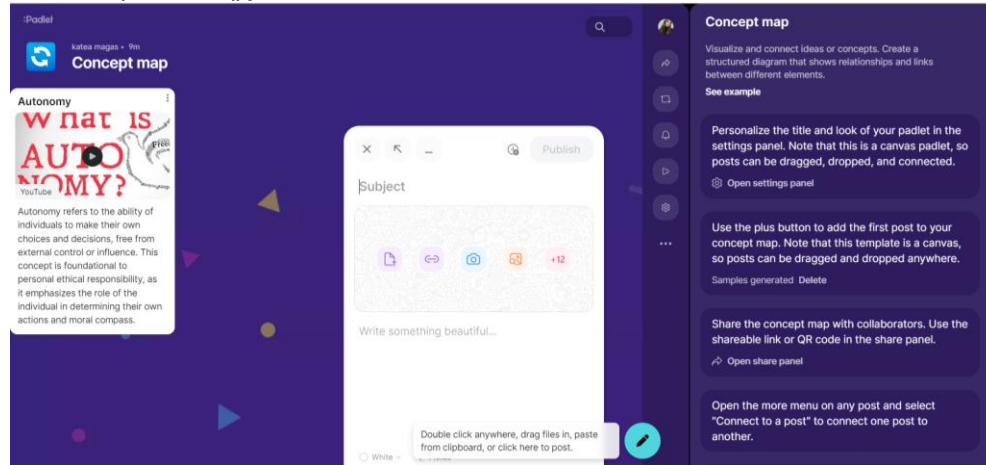 :Padlet
katea magas • 9m
Concept map
Autonomy
What is
AUTONOMY?
Free
YouTube
Autonomy refers to the ability of
individuals to make their own
choices and decisions, free from
external control or influence. This
concept is foundational to
personal ethical responsibility, as
it emphasizes the role of the
individual in determining their own
actions and moral compass.
Publish
Subject
+12
Write something beautiful...
Double click anywhere, drag files in, paste
from clipboard, or click here to post.
White
Concept map
Visualize and connect ideas or concepts. Create a
structured diagram that shows relationships and links
between different elements.
See example
Personalize the title and look of your padlet in the
settings panel. Note that this is a canvas padlet, so
posts can be dragged, dropped, and connected.
Open settings panel
Use the plus button to add the first post to your
concept map. Note that this template is a canvas,
so posts can be dragged and dropped anywhere.
Samples generated Delete
Share the concept map with collaborators. Use the
shareable link or QR code in the share panel.
Open share panel
Open the more menu on any post and select
"Connect to a post" to connect one post to
another.